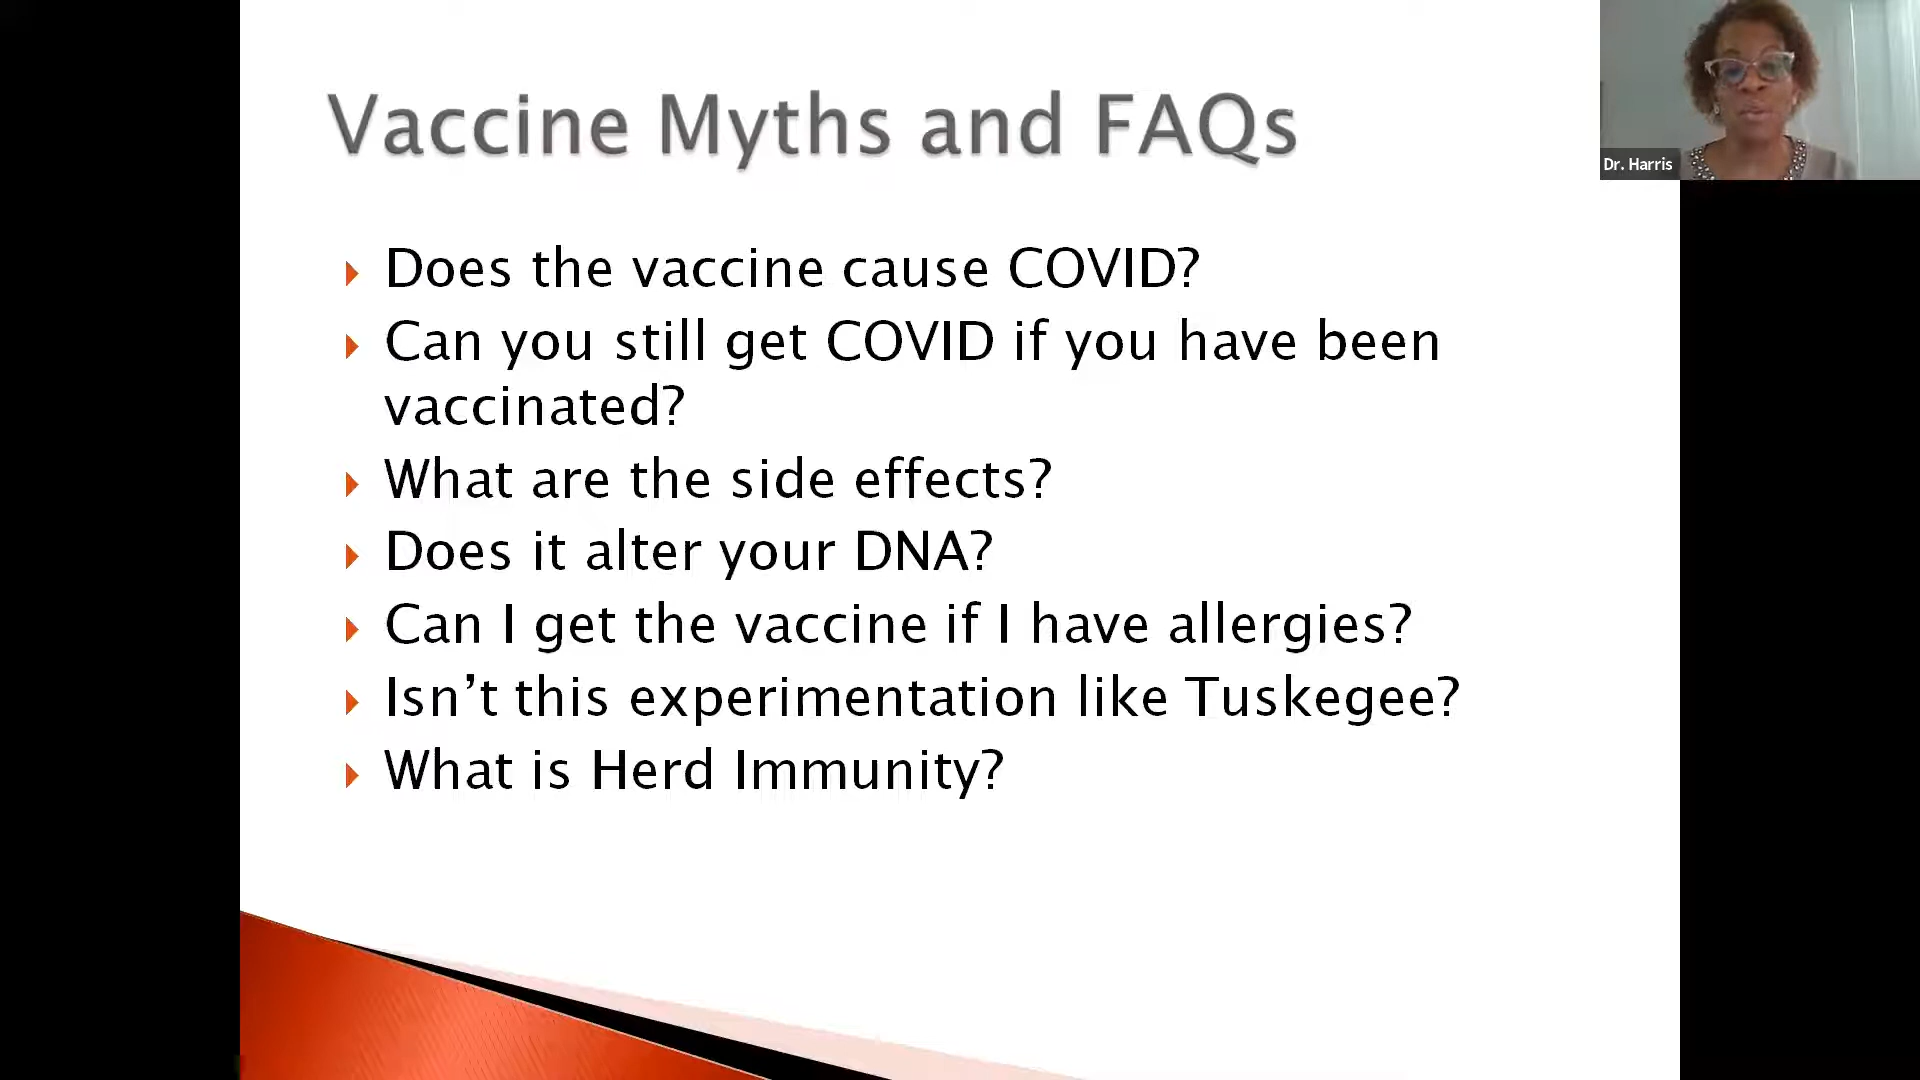 Vaccine Myths and FAQs
Dr. Harris
Does the vaccine cause COVID?
Can you still get COVID if you have been
vaccinated?
What are the side effects?
Does it alter your DNA?
Can I get the vaccine if I have allergies?
Isn’t this experimentation like Tuskegee?
What is Herd Immunity?